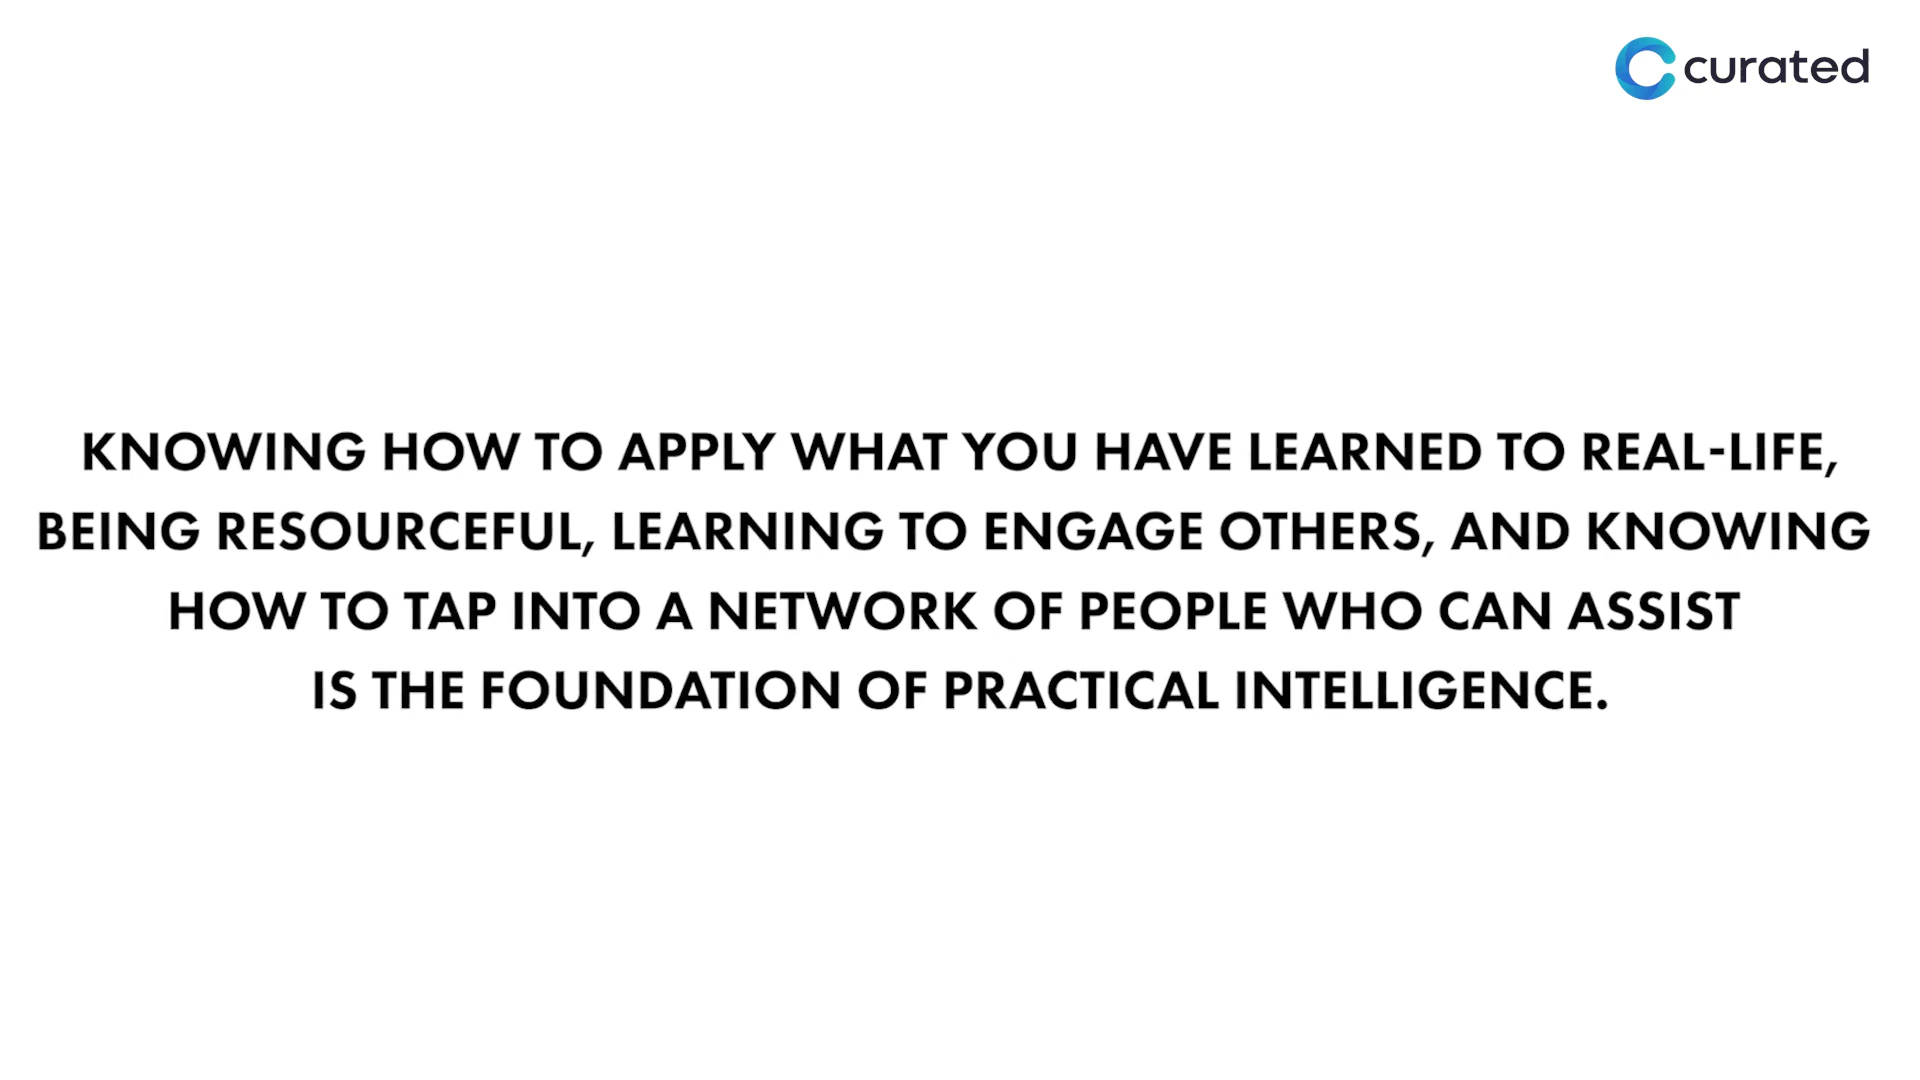 curated
KNOWING HOW TO APPLY WHAT YOU HAVE LEARNED TO REAL-LIFE,
BEING RESOURCEFUL, LEARNING TO ENGAGE OTHERS, AND KNOWING
HOW TO TAP INTO A NETWORK OF PEOPLE WHO CAN ASSIST
IS THE FOUNDATION OF PRACTICAL INTELLIGENCE.